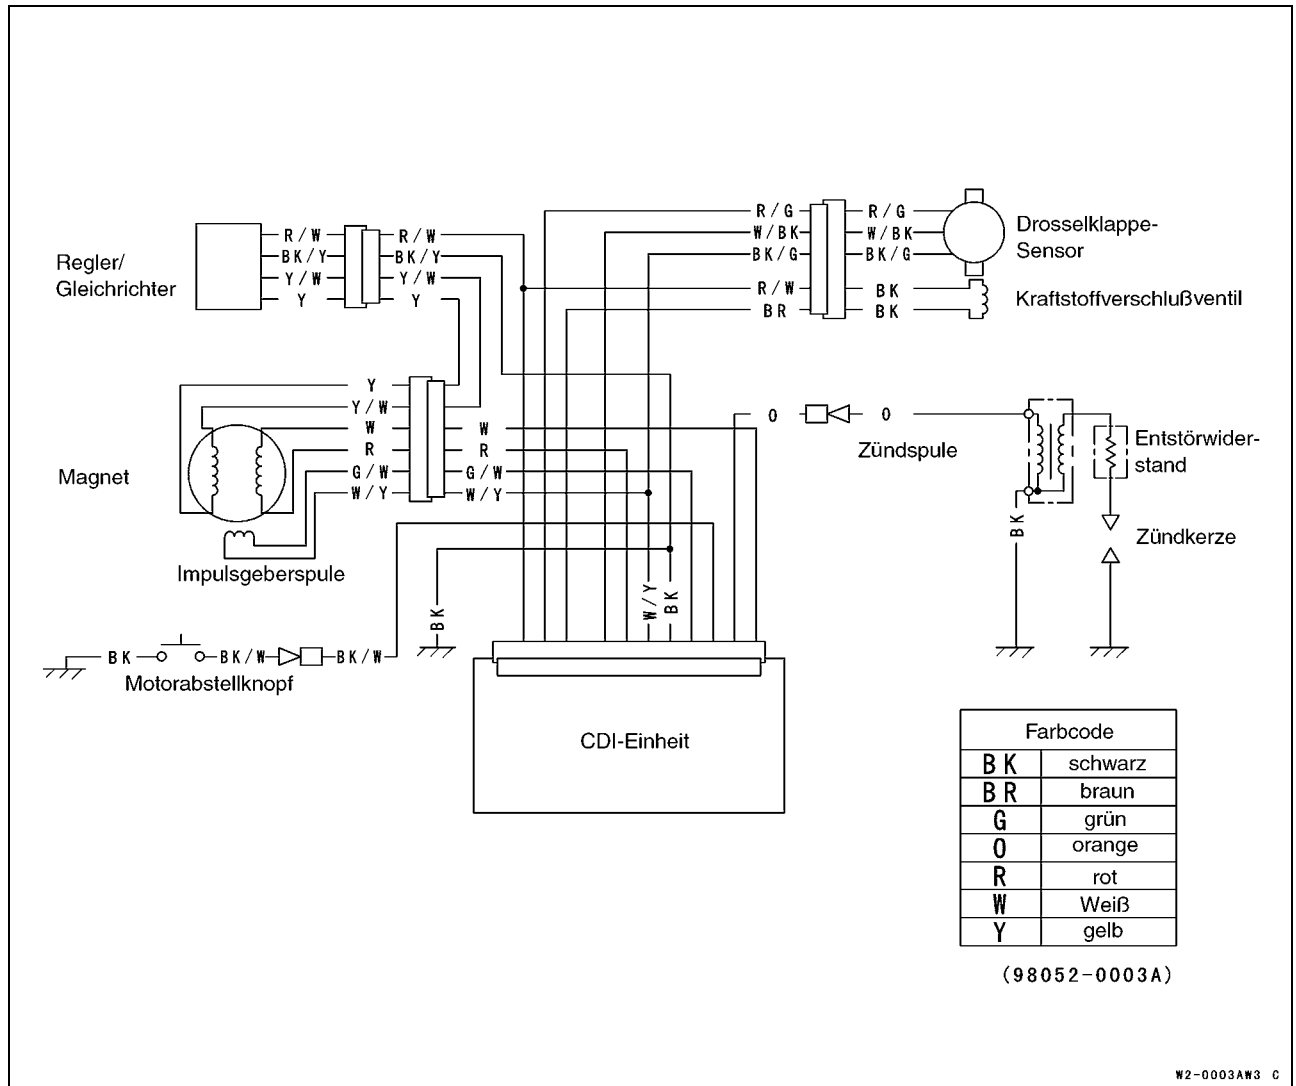 R/G
R/G
W/BK
W/BK
BK/G
BK/G
Drosselklappe-
Sensor
R/W
R/W
BK/Y
BK/Y
Y/W
Y/W
Y
Y
Regler/
Gleichrichter
R/W
BK
BR
BK
Kraftstoffverschlußventil
Y
Y/W
W
W
R
R
G/W
G/W
W/Y
W/Y
Magnet
Impulsgeberspule
O
O
Zündspule
Entstörwider-
stand
BK
Zündkerze
BK
W/Y
BK
BK
BK/W
BK/W
Motorabstellknopf
CDI-Einheit
Farbcode
BK schwarz
BR braun
G grün
O orange
R rot
W Weiß
Y gelb
(98052-0003A)
W2-0003AW3 C